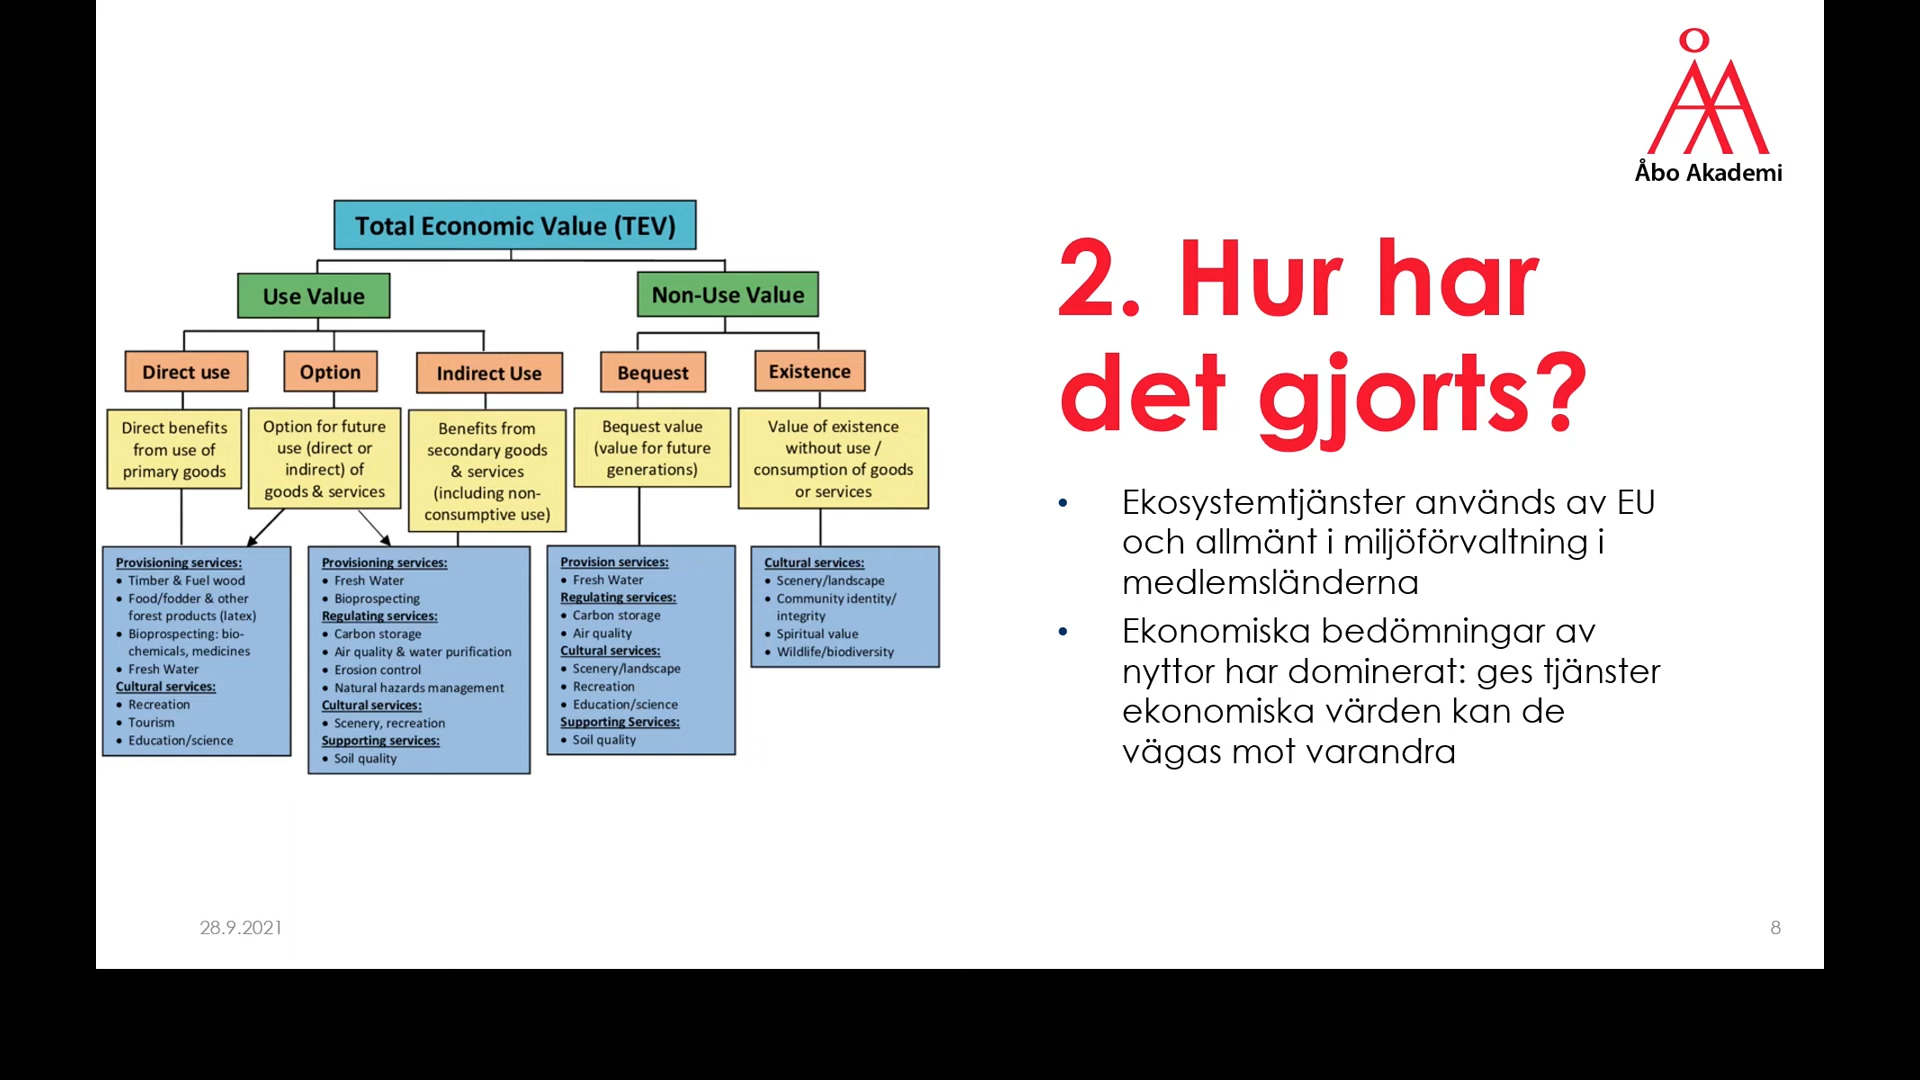 Åbo Akademi
Total Economic Value (TEV)
Use Value
Non-Use Value
Direct use
Option
Indirect Use
Bequest
Existence
Direct benefits
from use of
primary goods
Option for future
use (direct or
indirect) of
goods & services
Benefits from
secondary goods
& services
(including non-
consumptive use)
Bequest value
(value for future
generations)
Value of existence
without use /
consumption of goods
or services
Provisioning services:
• Timber & Fuel wood
• Food/fodder & other
forest products (latex)
• Bioprospecting: bio-
chemicals, medicines
• Fresh Water
Cultural services:
• Recreation
• Tourism
• Education/science
Provisioning services:
• Fresh Water
• Bioprospecting
Regulating services:
• Carbon storage
• Air quality & water purification
• Erosion control
• Natural hazards management
Cultural services:
• Scenery, recreation
Supporting services:
• Soil quality
Provision services:
• Fresh Water
Regulating services:
• Carbon storage
• Air quality
Cultural services:
• Scenery/landscape
• Recreation
• Education/science
Supporting Services:
• Soil quality
Cultural services:
• Scenery/landscape
• Community identity/
integrity
• Spiritual value
• Wildlife/biodiversity
2. Hur har
det gjorts?
• Ekosystemtjänster används av EU
och allmänt i miljöförvaltning i
medlemsländerna
• Ekonomiska bedömningar av
nyttor har dominerat: ges tjänster
ekonomiska värden kan de
vägas mot varandra
28.9.2021
8